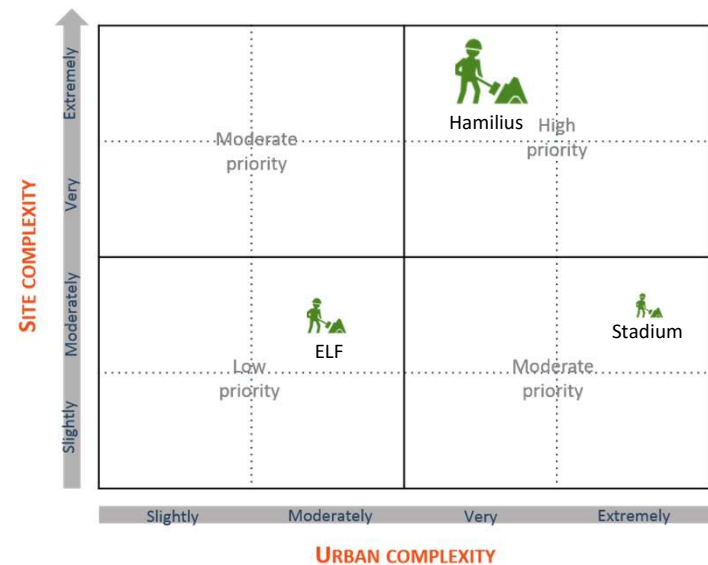 SITE COMPLEXITY
Extremely
Very
Moderately
Slightly
Hamilius
Moderate
priority
High
priority
ELF
Stadium
Low
priority
Moderate
priority
Slightly
Moderately
Very
Extremely
URBAN COMPLEXITY